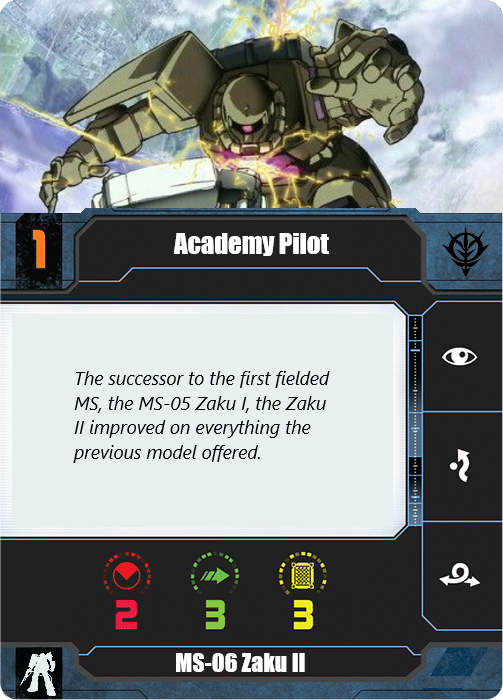 1
Academy Pilot
The successor to the first fielded
MS, the MS-05 Zaku I, the Zaku
II improved on everything the
previous model offered.
2 3 3
MS-06 Zaku II